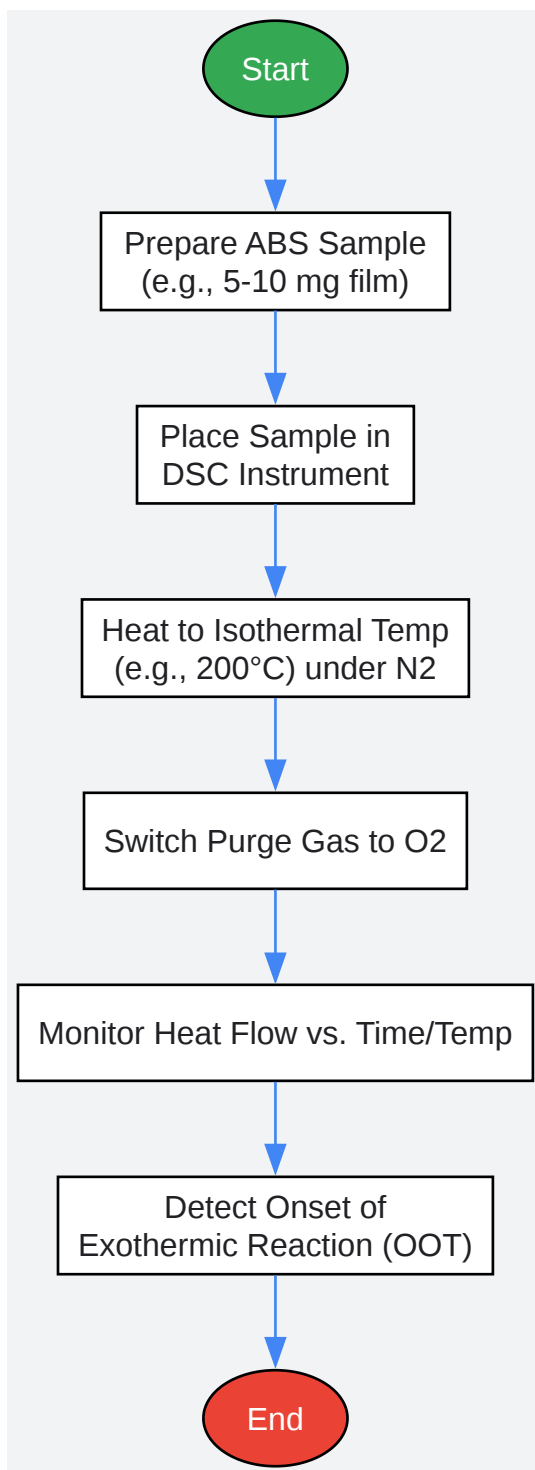 Start
Prepare ABS Sample
(e.g., 5-10 mg film)
Place Sample in
DSC Instrument
Heat to Isothermal Temp
(e.g., 200°C) under N2
Switch Purge Gas to O2
Monitor Heat Flow vs. Time/Temp
Detect Onset of
Exothermic Reaction (OOT)
End